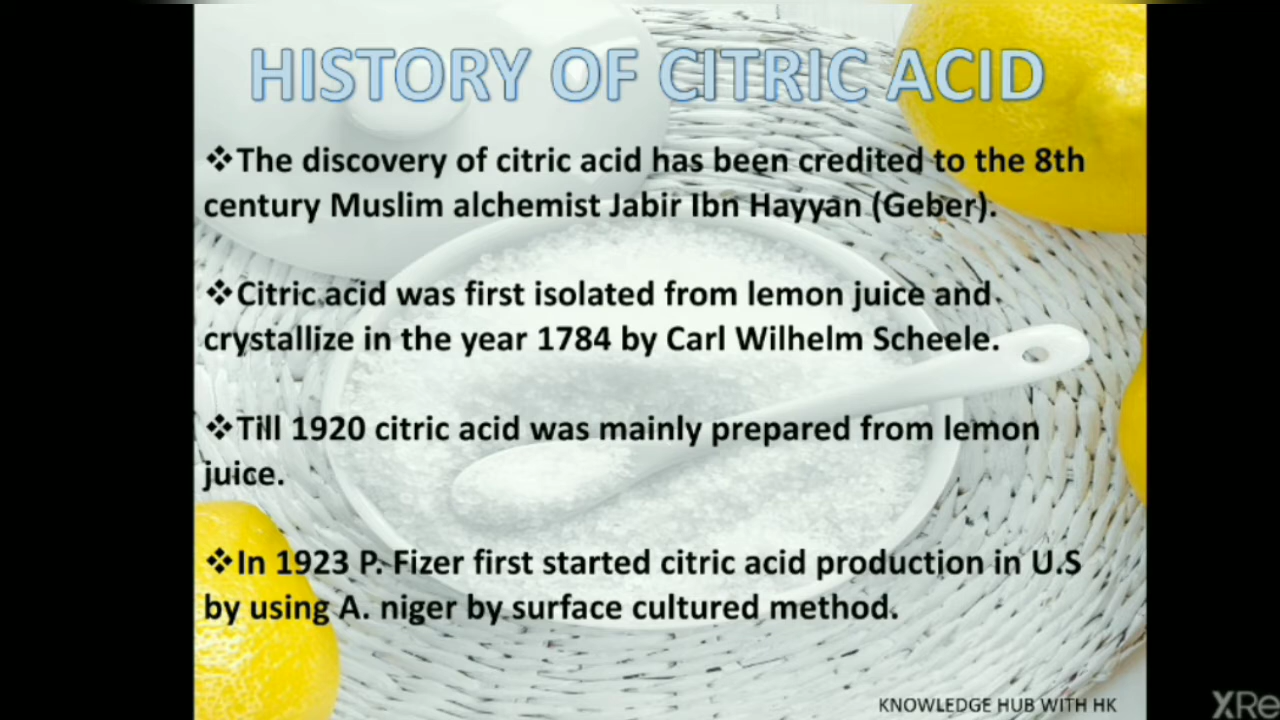 HISTORY OF CITRIC ACID
❖The discovery of citric acid has been credited to the 8th
century Muslim alchemist Jabir Ibn Hayyan (Geber).
❖Citric acid was first isolated from lemon juice and
crystallize in the year 1784 by Carl Wilhelm Scheele.
❖Till 1920 citric acid was mainly prepared from lemon
juice.
❖In 1923 P. Fizer first started citric acid production in U.S
by using A. niger by surface cultured method.
KNOWLEDGE HUB WITH HK
XRe